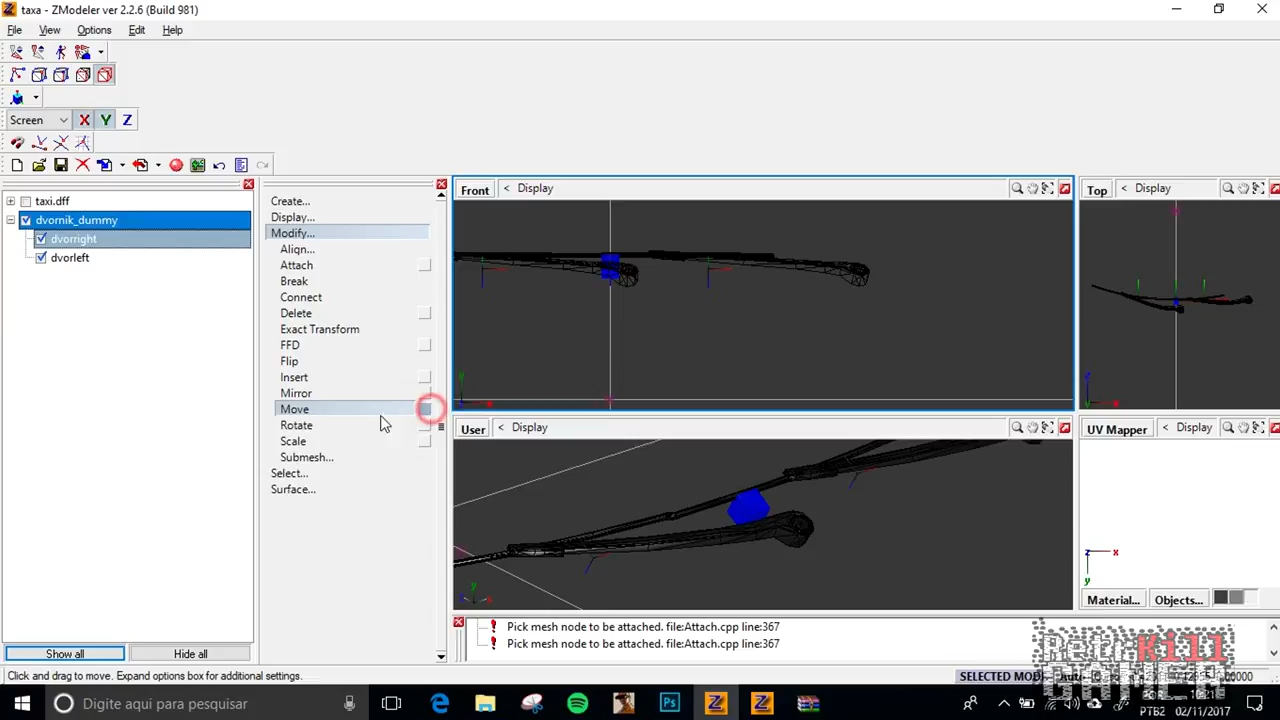 taxa - ZModeler ver 2.2.6 (Build 981)
File View Options Edit Help
Screen X Y Z
taxi.dff
dvornik_dummy
dvorright
dvorleft
Show all Hide all
Create...
Display...
Modify...
Align...
Attach
Break
Connect
Delete
Exact Transform
FFD
Flip
Insert
Mirror
Move
Rotate
Scale
Submesh...
Select...
Surface...
Front < Display
Top < Display
User < Display
UV Mapper < Display
z x
y
Material... Objects...
Pick mesh node to be attached. file:Attach.cpp line:367
Pick mesh node to be attached. file:Attach.cpp line:367
RetroKill
GAMER
Click and drag to move. Expand options box for additional settings.
SELECTED MODE
Digite aqui para pesquisar
PTB2 02/11/2017